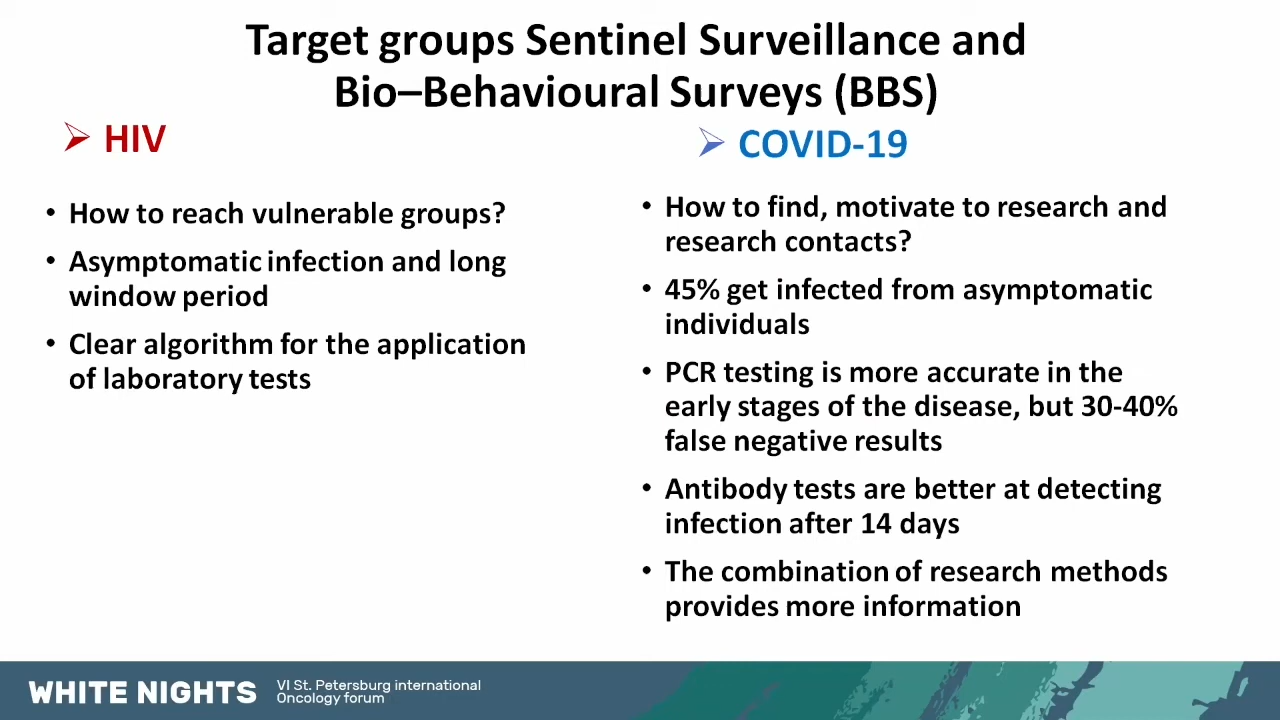 Target groups Sentinel Surveillance and
Bio–Behavioural Surveys (BBS)
➢ HIV
• How to reach vulnerable groups?
• Asymptomatic infection and long
window period
• Clear algorithm for the application
of laboratory tests
➢ COVID-19
• How to find, motivate to research and
research contacts?
• 45% get infected from asymptomatic
individuals
• PCR testing is more accurate in the
early stages of the disease, but 30-40%
false negative results
• Antibody tests are better at detecting
infection after 14 days
• The combination of research methods
provides more information
WHITE NIGHTS
VI St. Petersburg international
Oncology forum